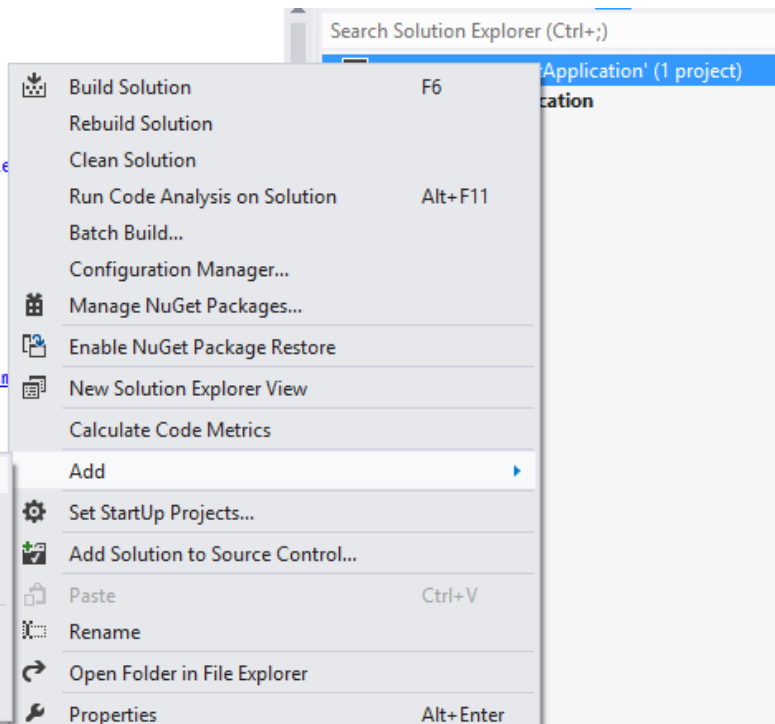 Search Solution Explorer (Ctrl+;)
Application' (1 project)
cation
Build Solution F6
Rebuild Solution
Clean Solution
Run Code Analysis on Solution Alt+F11
Batch Build...
Configuration Manager...
Manage NuGet Packages...
Enable NuGet Package Restore
New Solution Explorer View
Calculate Code Metrics
Add
Set StartUp Projects...
Add Solution to Source Control...
Paste Ctrl+V
Rename
Open Folder in File Explorer
Properties Alt+Enter